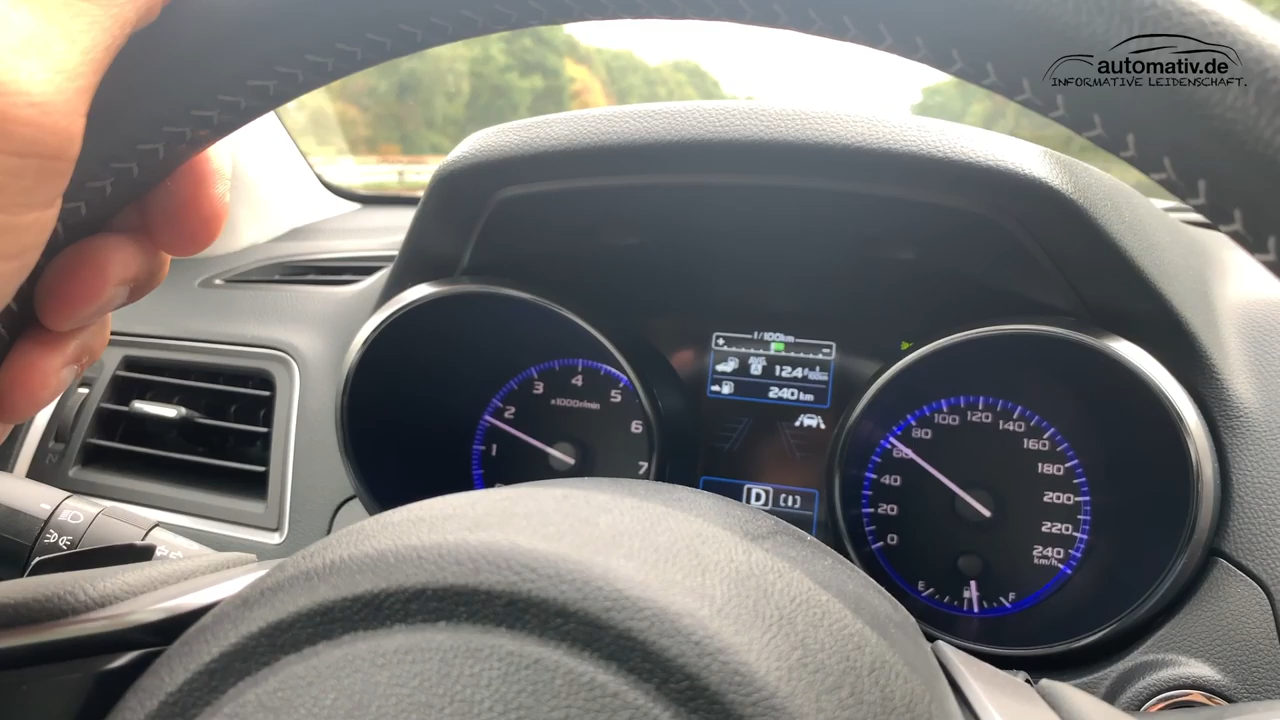 automativ.de
INFORMATIVE LEIDENSCHAFT.
l/100km
+ -
AVG.
A 12.4 l/100km
240 km
D
1
2
3
4
5
6
7
x1000r/min
0
20
40
60
80
100
120
140
160
180
200
220
240
km/h
E
F